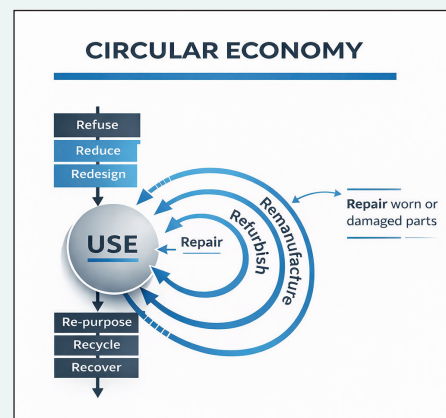 CIRCULAR ECONOMY
Refuse
Reduce
Redesign
USE
Repair
Refurbish
Remanufacture
Repair worn or
damaged parts
Re-purpose
Recycle
Recover